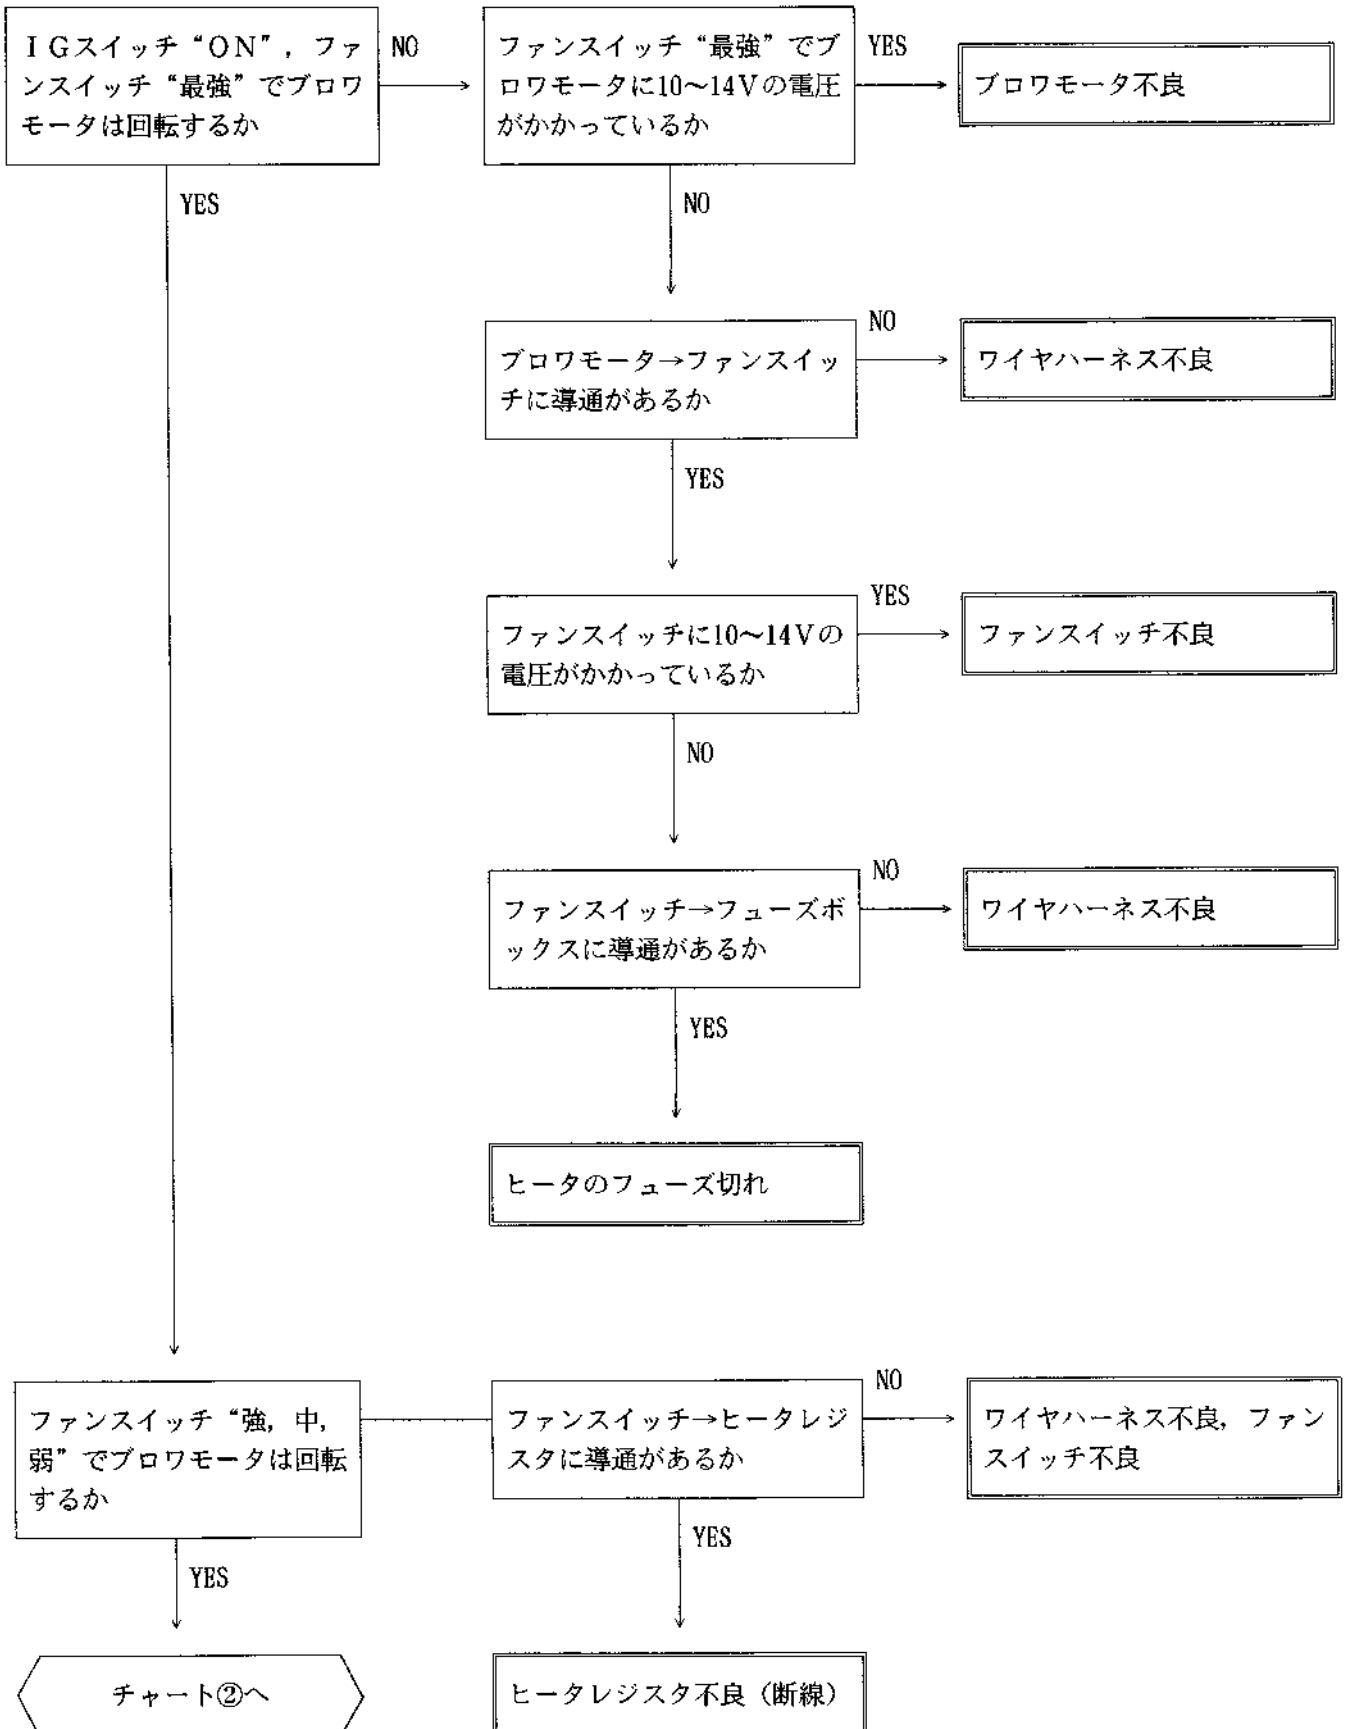 ＩＧスイッチ“ＯＮ”，ファ
ンスイッチ“最強”でブロワ
モータは回転するか
NO
ファンスイッチ“最強”でブ
ロワモータに10～14Ｖの電圧
がかかっているか
YES
ブロワモータ不良
YES
NO
ブロワモータ→ファンスイッ
チに導通があるか
NO
ワイヤハーネス不良
YES
ファンスイッチに10～14Ｖの
電圧がかかっているか
YES
ファンスイッチ不良
NO
ファンスイッチ→フューズボ
ックスに導通があるか
NO
ワイヤハーネス不良
YES
ヒータのフューズ切れ
ファンスイッチ“強，中，
弱”でブロワモータは回転
するか
ファンスイッチ→ヒータレジ
スタに導通があるか
NO
ワイヤハーネス不良，ファン
スイッチ不良
YES
YES
チャート②へ
ヒータレジスタ不良（断線）